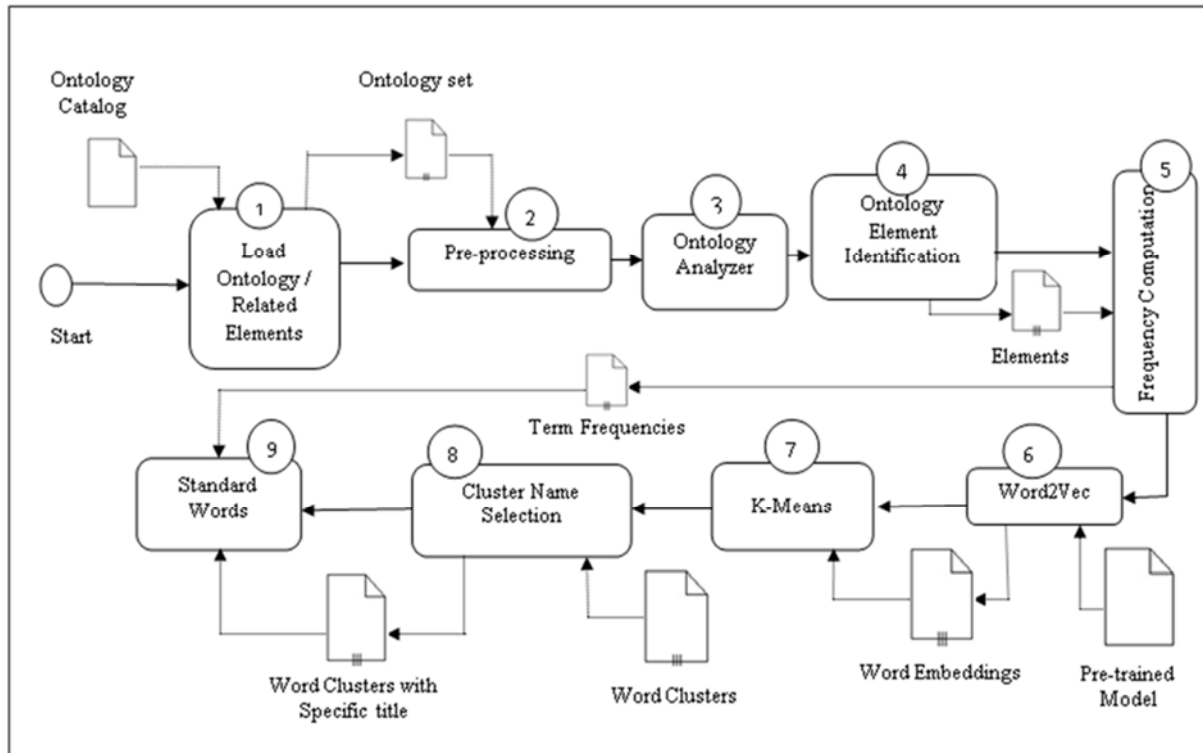 Ontology
Catalog
Ontology set
1
Load
Ontology /
Related
Elements
Start
2
Pre-processing
3
Ontology
Analyzer
4
Ontology
Element
Identification
Elements
5
Frequency Computation
Term Frequencies
9
Standard
Words
8
Cluster Name
Selection
7
K-Means
6
Word2Vec
Word Clusters with
Specific title
Word Clusters
Word Embeddings
Pre-trained
Model